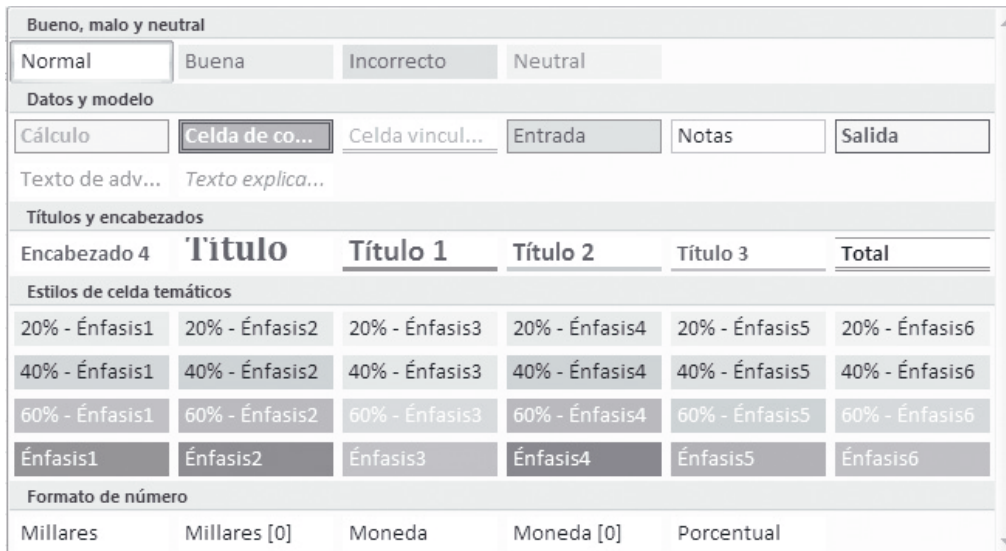 Bueno, malo y neutral
Normal Buena Incorrecto Neutral
Datos y modelo
Cálculo Celda de co... Celda vincul... Entrada Notas Salida
Texto de adv... Texto explica...
Títulos y encabezados
Encabezado 4 Título Título 1 Título 2 Título 3 Total
Estilos de celda temáticos
20% - Énfasis1 20% - Énfasis2 20% - Énfasis3 20% - Énfasis4 20% - Énfasis5 20% - Énfasis6
40% - Énfasis1 40% - Énfasis2 40% - Énfasis3 40% - Énfasis4 40% - Énfasis5 40% - Énfasis6
60% - Énfasis1 60% - Énfasis2 60% - Énfasis3 60% - Énfasis4 60% - Énfasis5 60% - Énfasis6
Énfasis1 Énfasis2 Énfasis3 Énfasis4 Énfasis5 Énfasis6
Formato de número
Millares Millares [0] Moneda Moneda [0] Porcentual